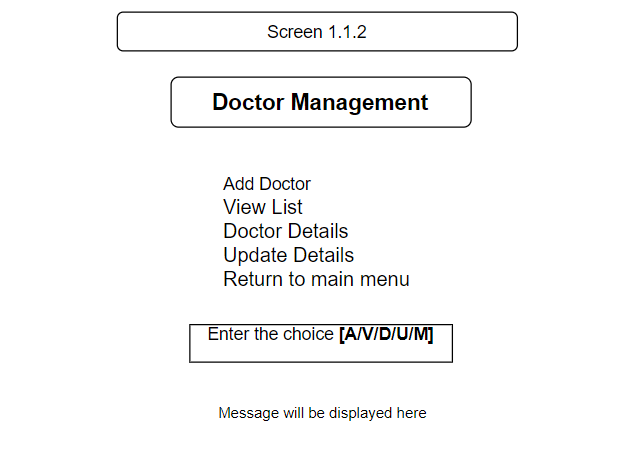 Screen 1.1.2
Doctor Management
Add Doctor
View List
Doctor Details
Update Details
Return to main menu
Enter the choice [A/V/D/U/M]
Message will be displayed here